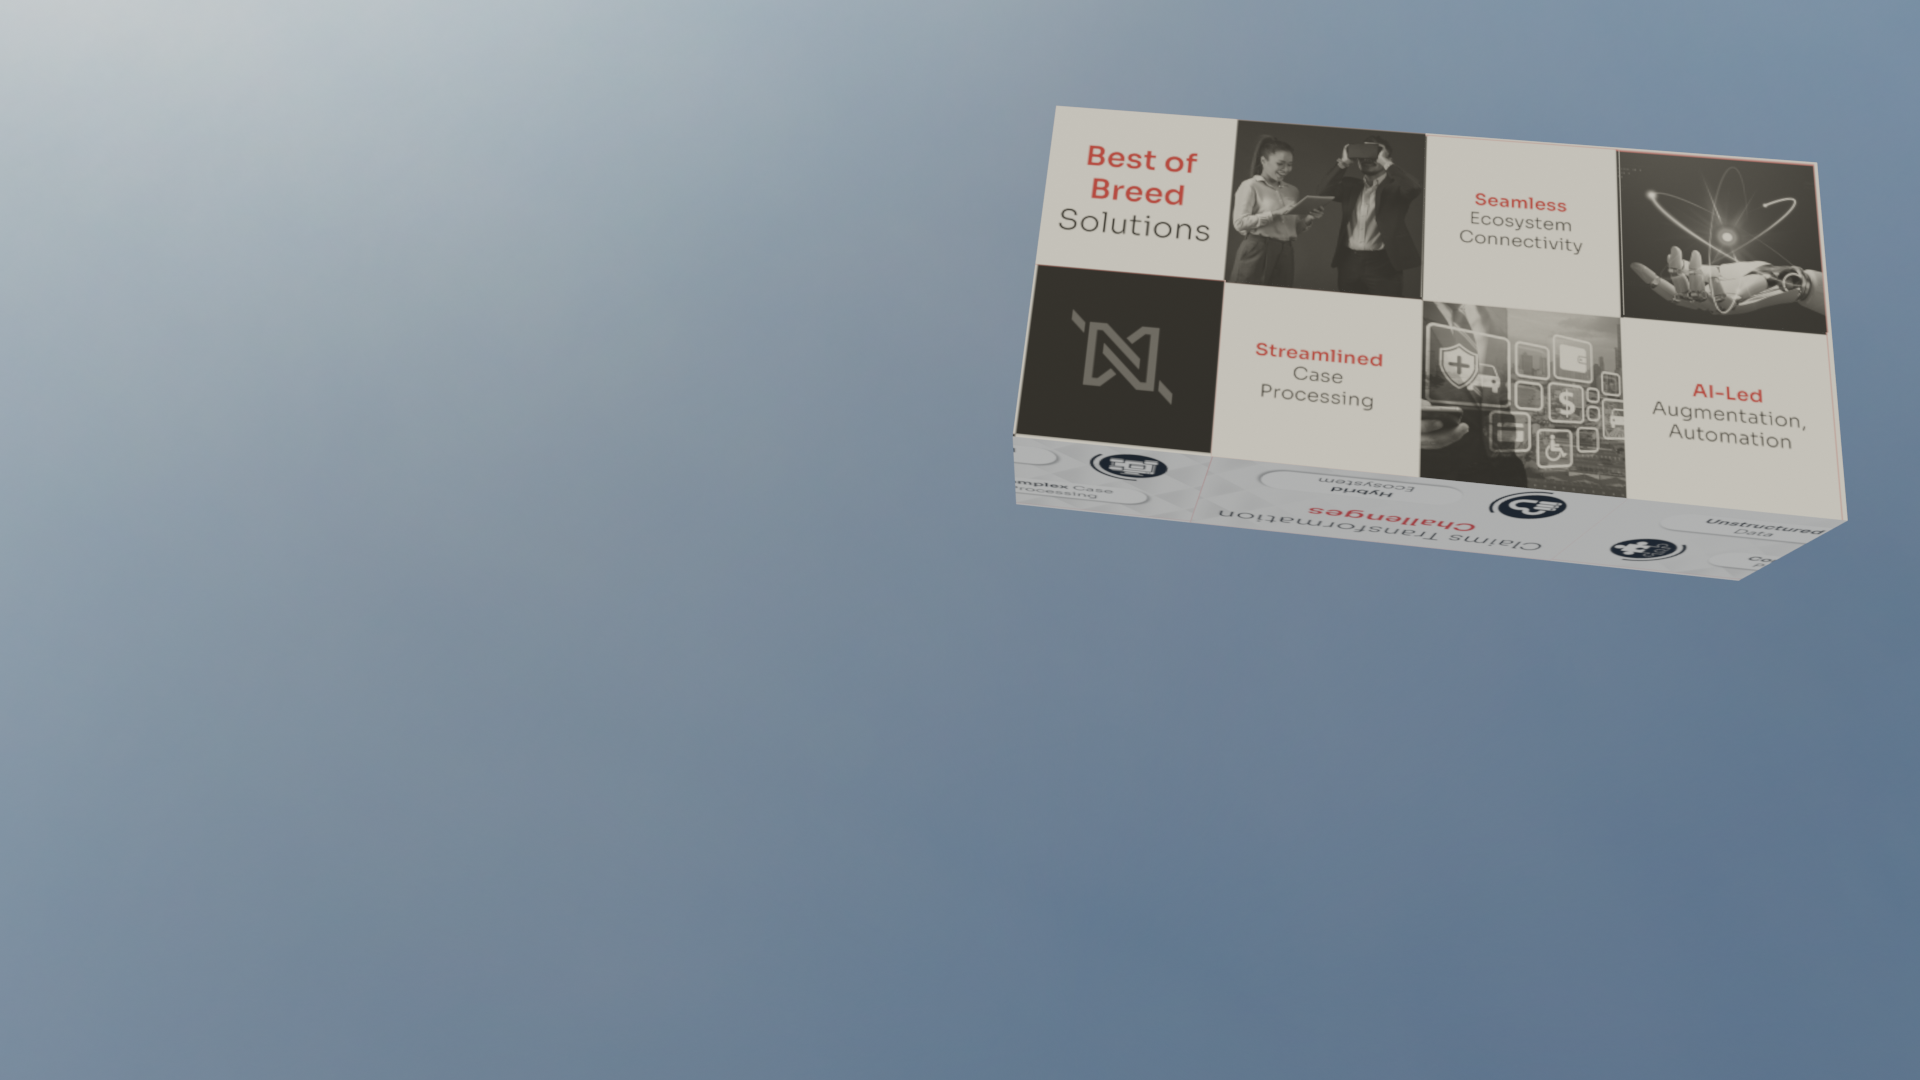 Best of
Breed
Solutions
Seamless
Ecosystem
Connectivity
Streamlined
Case
Processing
$
AI-Led
Augmentation,
Automation
Case
Claims Transformation
Challenges
Hybrid
Ecosystem
Unstructured
Data